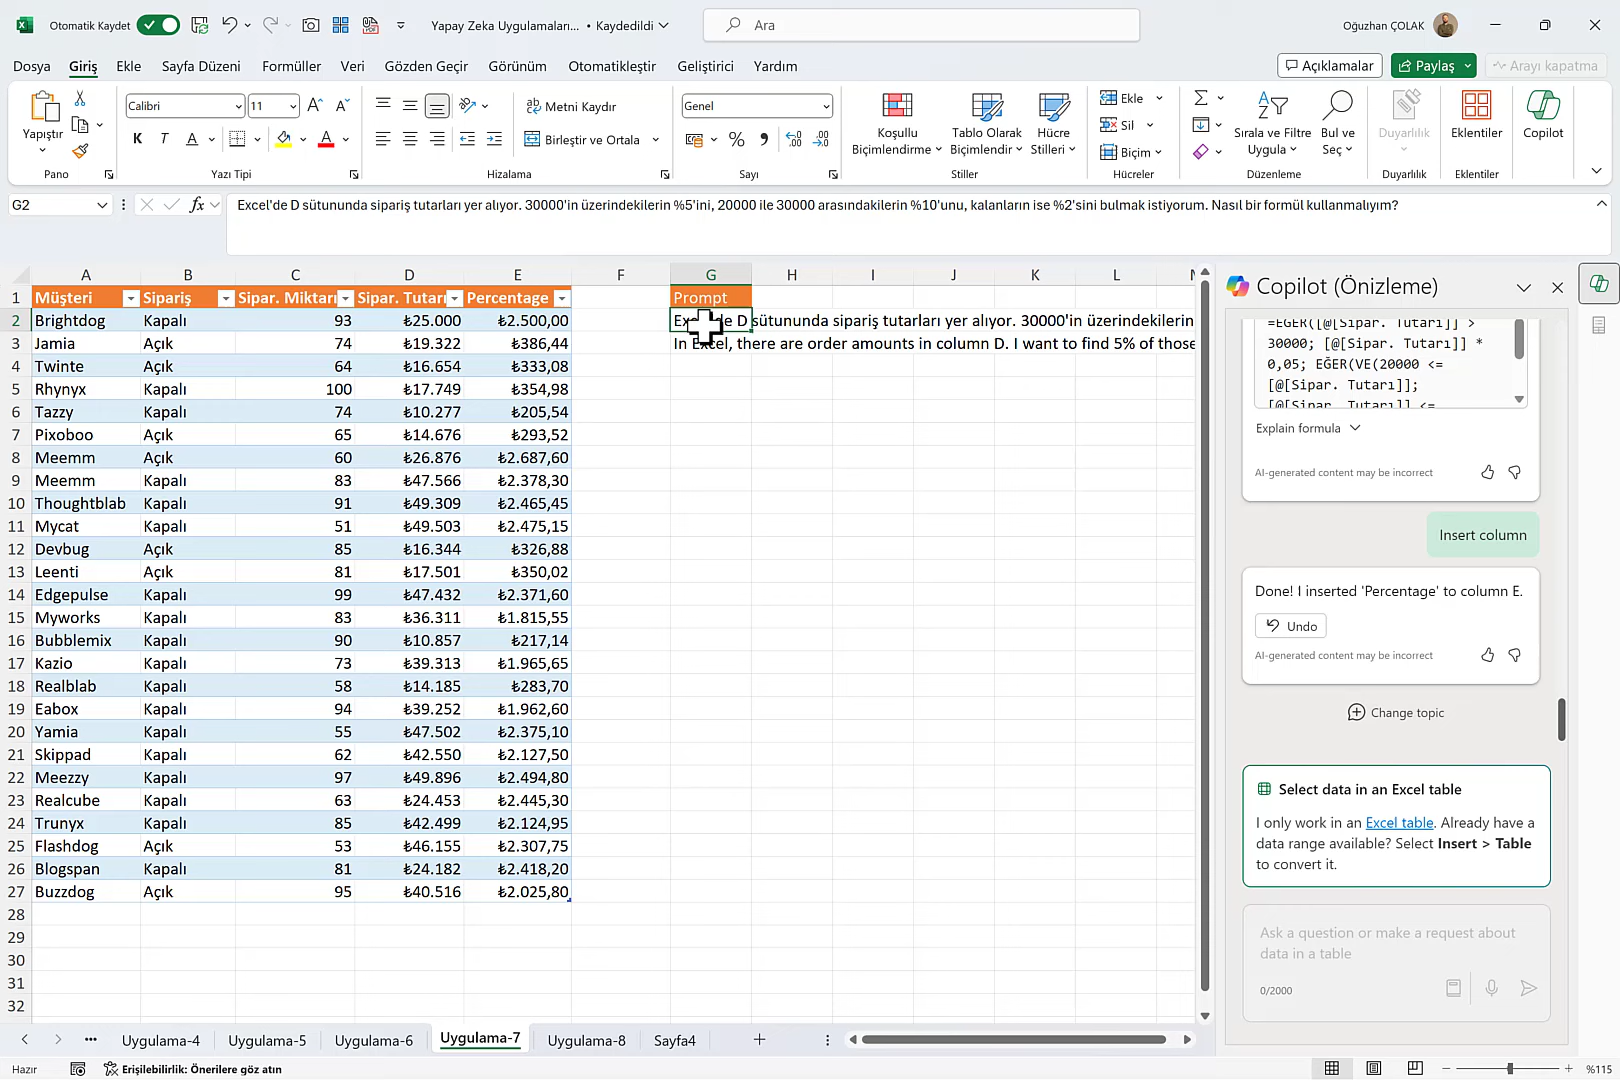 Otomatik Kaydet
Yapay Zeka Uygulamaları... • Kaydedildi
Ara
Oğuzhan ÇOLAK
Dosya Giriş Ekle Sayfa Düzeni Formüller Veri Gözden Geçir Görünüm Otomatikleştir Geliştirici Yardım
Açıklamalar Paylaş Arayı kapatma
Yapıştır
Pano
Calibri 11
K T A
Yazı Tipi
Metni Kaydır
Birleştir ve Ortala
Hizalama
Genel
Sayı
Koşullu Biçimlendirme
Tablo Olarak Biçimlendir
Hücre Stilleri
Stiller
Ekle
Sil
Biçim
Hücreler
Sırala ve Filtre Uygula
Bul ve Seç
Düzenleme
Duyarlılık
Duyarlılık
Eklentiler
Eklentiler
Copilot
G2 fx Excel'de D sütununda sipariş tutarları yer alıyor. 30000'in üzerindekilerin %5'ini, 20000 ile 30000 arasındakilerin %10'unu, kalanların ise %2'sini bulmak istiyorum. Nasıl bir formül kullanmalıyım?
A B C D E F G H I J K L
1 Müşteri Sipariş Sipar. Miktarı Sipar. Tutarı Percentage Prompt
2 Brightdog Kapalı 93 ₺25.000 ₺2.500,00 sütununda sipariş tutarları yer alıyor. 30000'in üzerindekilerin
3 Jamia Açık 74 ₺19.322 ₺386,44 In Excel, there are order amounts in column D. I want to find 5% of those
4 Twinte Açık 64 ₺16.654 ₺333,08
5 Rhynyx Kapalı 100 ₺17.749 ₺354,98
6 Tazzy Kapalı 74 ₺10.277 ₺205,54
7 Pixoboo Açık 65 ₺14.676 ₺293,52
8 Meemm Açık 60 ₺26.876 ₺2.687,60
9 Meemm Kapalı 83 ₺47.566 ₺2.378,30
10 Thoughtblab Kapalı 91 ₺49.309 ₺2.465,45
11 Mycat Kapalı 51 ₺49.503 ₺2.475,15
12 Devbug Açık 85 ₺16.344 ₺326,88
13 Leenti Açık 81 ₺17.501 ₺350,02
14 Edgepulse Kapalı 99 ₺47.432 ₺2.371,60
15 Myworks Kapalı 83 ₺36.311 ₺1.815,55
16 Bubblemix Kapalı 90 ₺10.857 ₺217,14
17 Kazio Kapalı 73 ₺39.313 ₺1.965,65
18 Realblab Kapalı 58 ₺14.185 ₺283,70
19 Eabox Kapalı 94 ₺39.252 ₺1.962,60
20 Yamia Kapalı 55 ₺47.502 ₺2.375,10
21 Skippad Kapalı 62 ₺42.550 ₺2.127,50
22 Meezzy Kapalı 97 ₺49.896 ₺2.494,80
23 Realcube Kapalı 63 ₺24.453 ₺2.445,30
24 Trunyx Kapalı 85 ₺42.499 ₺2.124,95
25 Flashdog Açık 53 ₺46.155 ₺2.307,75
26 Blogspan Kapalı 81 ₺24.182 ₺2.418,20
27 Buzzdog Açık 95 ₺40.516 ₺2.025,80
28
29
30
31
32
Copilot (Önizleme)
=EĞER([@[Sipar. Tutarı]] >
30000; [@[Sipar. Tutarı]] *
0,05; EĞER(VE(20000 <=
[@[Sipar. Tutarı]];
[@[Sipar. Tutarı]] <=
Explain formula
AI-generated content may be incorrect
Insert column
Done! I inserted 'Percentage' to column E.
Undo
AI-generated content may be incorrect
Change topic
Select data in an Excel table
I only work in an Excel table. Already have a
data range available? Select Insert > Table
to convert it.
Ask a question or make a request about
data in a table
0/2000
... Uygulama-4 Uygulama-5 Uygulama-6 Uygulama-7 Uygulama-8 Sayfa4
Hazır Erişilebilirlik: Önerilere göz atın %115